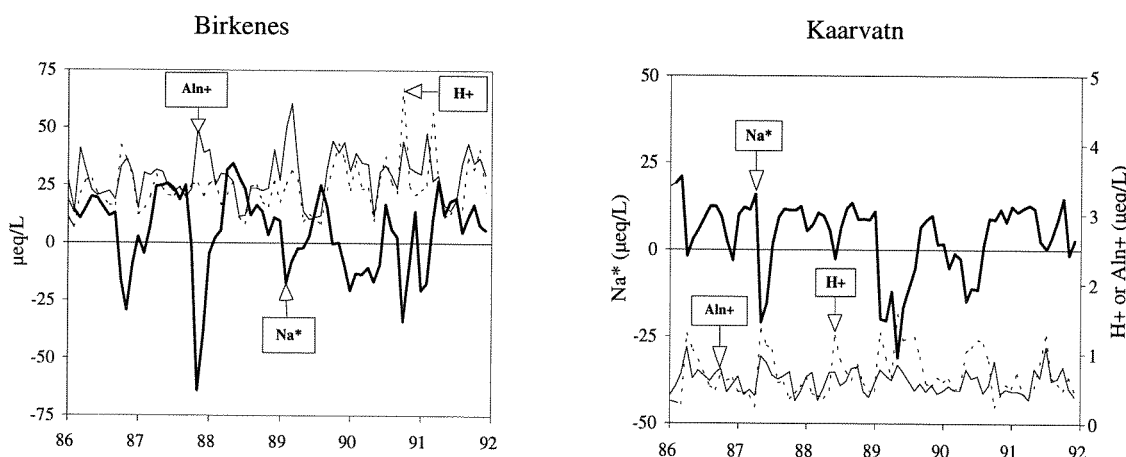 Birkenes
75
50
25
0
-25
-50
-75
µeq/L
Aln+
H+
Na*
86 87 88 89 90 91 92
Kaarvatn
50
25
0
-25
-50
Na* (µeq/L)
Na*
H+
Aln+
5
4
3
2
1
0
H+ or Aln+ (µeq/L)
86 87 88 89 90 91 92